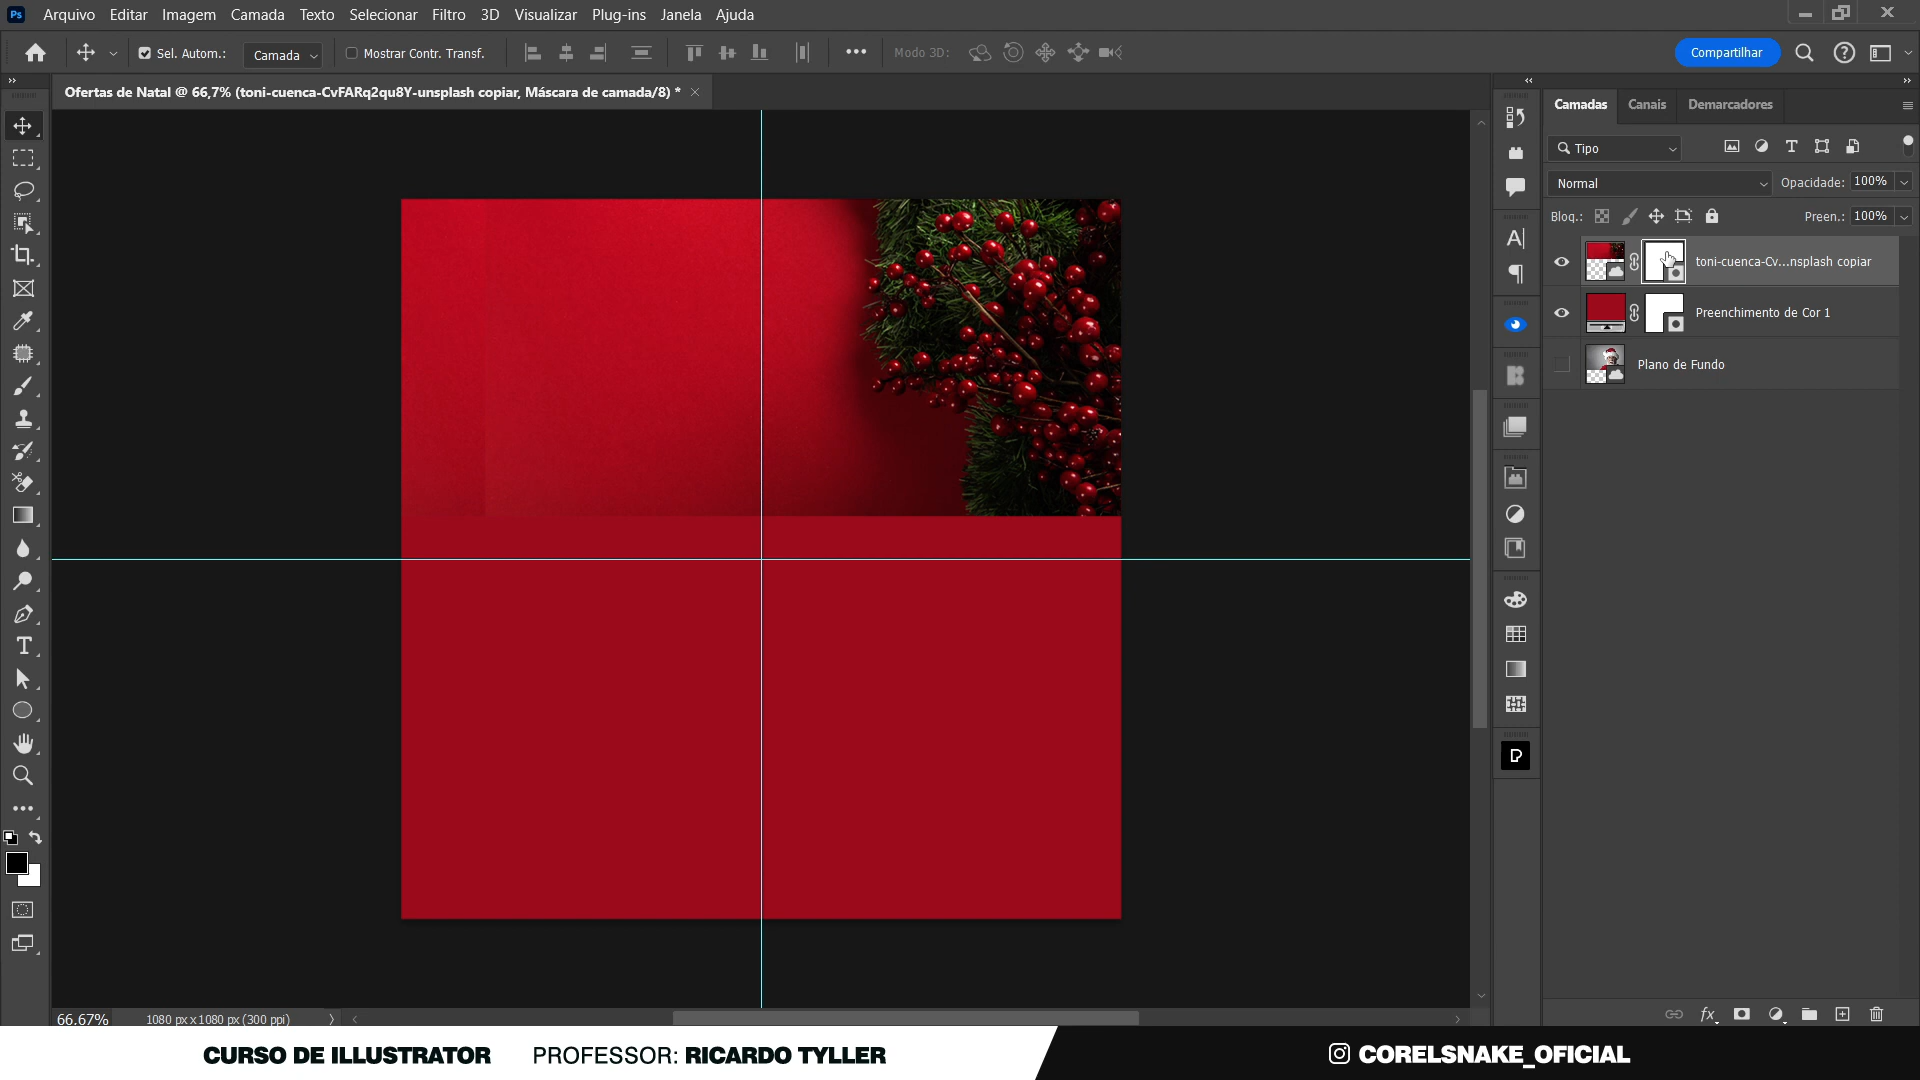 Ps Arquivo Editar Imagem Camada Texto Selecionar Filtro 3D Visualizar Plug-ins Janela Ajuda
Sel. Autom.: Camada Mostrar Contr. Transf. Modo 3D: Compartilhar
Ofertas de Natal @ 66,7% (toni-cuenca-CvFARq2qu8Y-unsplash copiar, Máscara de camada/8) *
Camadas Canais Demarcadores
Tipo
Normal Opacidade: 100%
Bloq.: Preen.: 100%
toni-cuenca-Cv...nsplash copiar
Preenchimento de Cor 1
Plano de Fundo
66.67% 1080 px x 1080 px (300 ppi)
fx
CURSO DE ILLUSTRATOR PROFESSOR: RICARDO TYLLER CORELSNAKE_OFICIAL